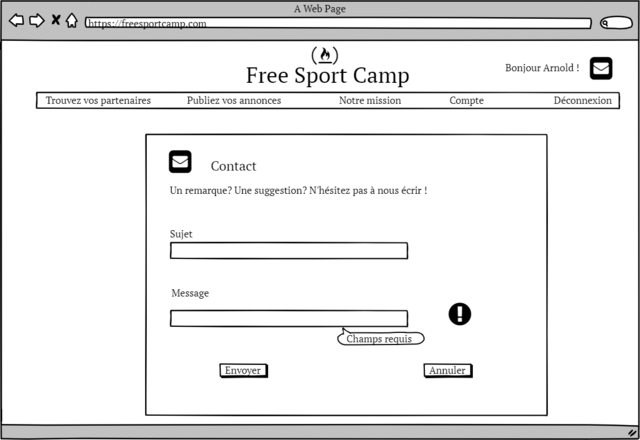 A Web Page
https://freesportcamp.com
Free Sport Camp
Bonjour Arnold !
Trouvez vos partenaires Publiez vos annonces Notre mission Compte Déconnexion
Contact
Un remarque? Une suggestion? N'hésitez pas à nous écrire !
Sujet
Message
Champs requis
Envoyer Annuler